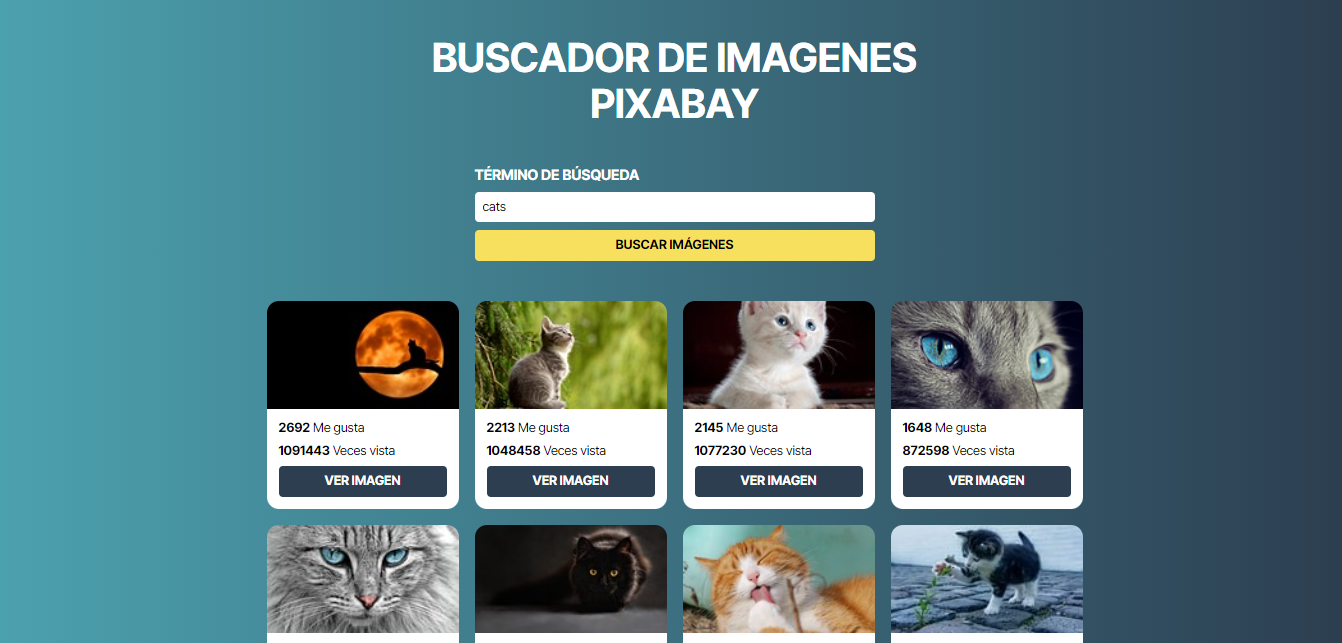 BUSCADOR DE IMAGENES
PIXABAY
TÉRMINO DE BÚSQUEDA
cats
BUSCAR IMÁGENES
2692 Me gusta
1091443 Veces vista
VER IMAGEN
2213 Me gusta
1048458 Veces vista
VER IMAGEN
2145 Me gusta
1077230 Veces vista
VER IMAGEN
1648 Me gusta
872598 Veces vista
VER IMAGEN